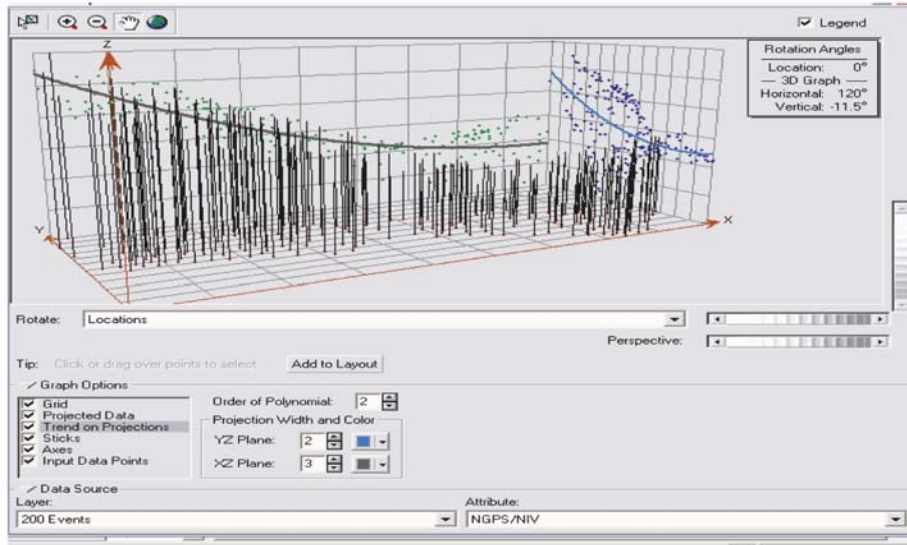 Legend
Z
Y
X
Rotation Angles
Location: 0°
3D Graph
Horizontal: 120°
Vertical: -11.5°
Rotate: Locations
Perspective:
Tip: Click or drag over points to select Add to Layout
Graph Options
Grid
Projected Data
Trend on Projections
Sticks
Axes
Input Data Points
Order of Polynomial: 2
Projection Width and Color
YZ Plane: 2
XZ Plane: 3
Data Source
Layer:
200 Events
Attribute:
NGPS/NIV